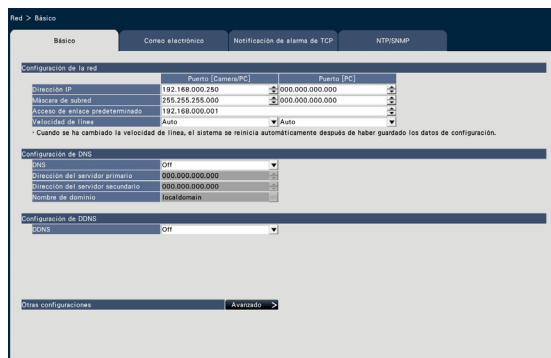 Red > Básico
Básico Correo electrónico Notificación de alarma de TCP NTP/SNMP
Configuración de la red
Puerto [Camera/PC] Puerto [PC]
Dirección IP 192.168.000.250 000.000.000.000
Máscara de subred 255.255.255.000 000.000.000.000
Acceso de enlace predeterminado 192.168.000.001
Velocidad de línea Auto Auto
· Cuando se ha cambiado la velocidad de línea, el sistema se reinicia automáticamente después de haber guardado los datos de configuración.
Configuración de DNS
DNS Off
Dirección del servidor primario 000.000.000.000
Dirección del servidor secundario 000.000.000.000
Nombre de dominio localdomain
Configuración de DDNS
DDNS Off
Otras configuraciones Avanzado >